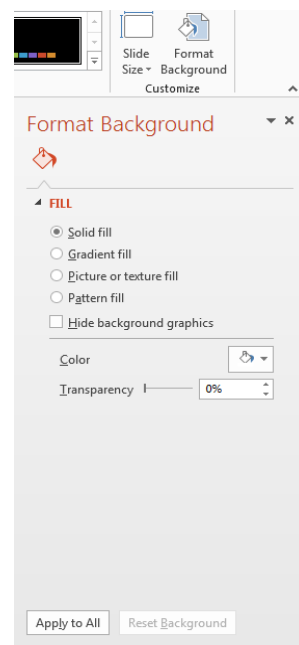 Slide
Size
Format
Background
Customize
Format Background
FILL
Solid fill
Gradient fill
Picture or texture fill
Pattern fill
Hide background graphics
Color
Transparency 0%
Apply to All
Reset Background